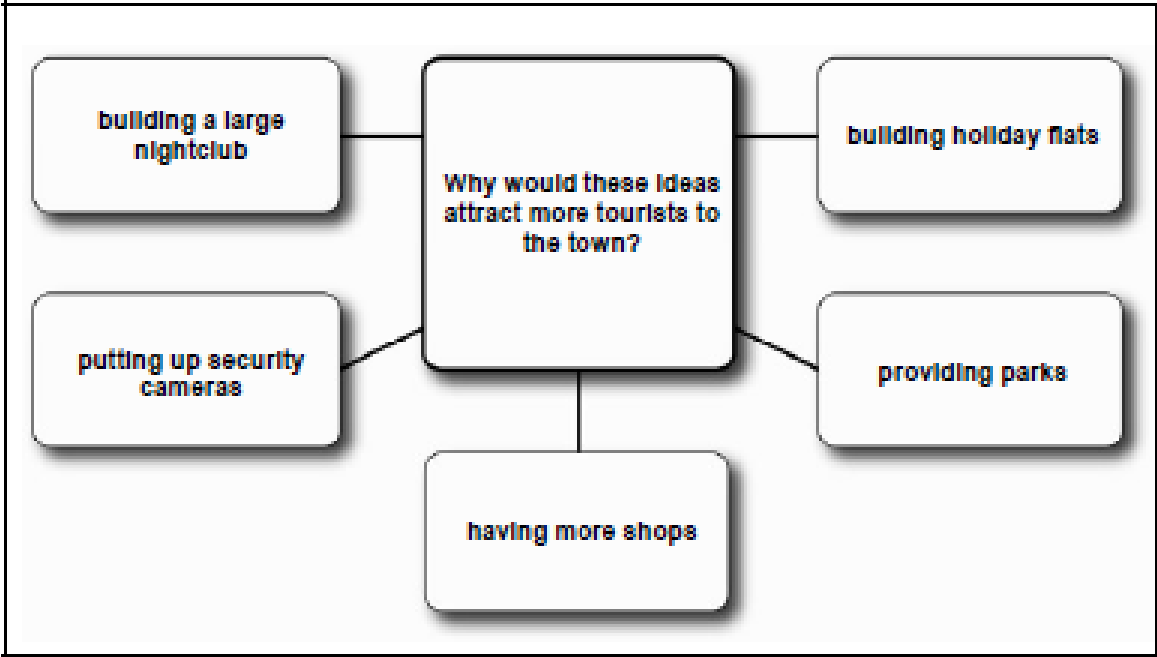 building a large
nightclub
Why would these ideas
attract more tourists to
the town?
building holiday flats
putting up security
cameras
providing parks
having more shops